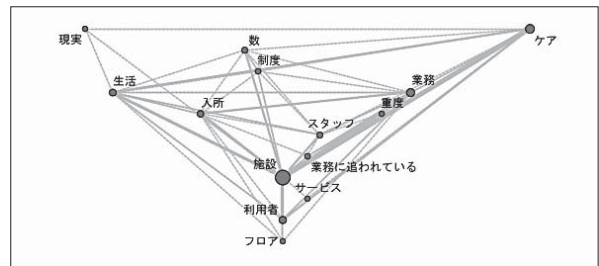 現実
数
ケア
制度
生活
業務
入所
重度
スタッフ
施設
業務に追われている
サービス
利用者
フロア